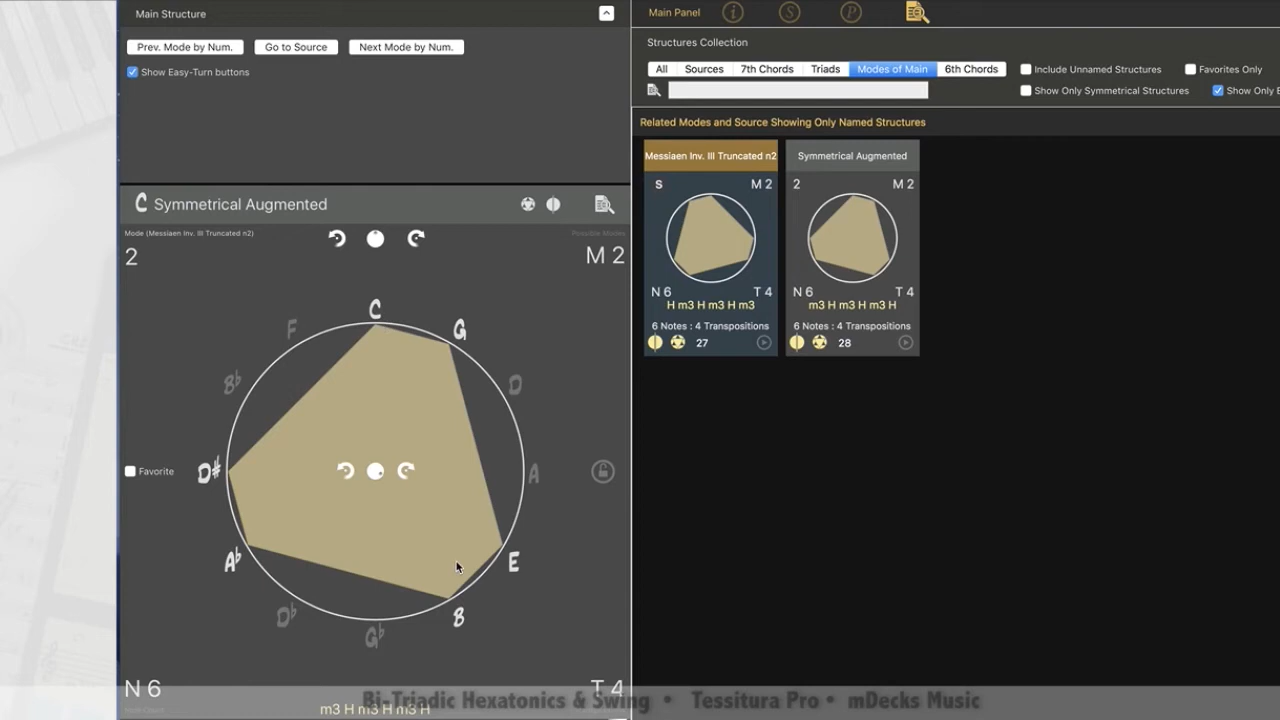 Main Structure
Prev. Mode by Num.
Go to Source
Next Mode by Num.
Show Easy-Turn buttons
C Symmetrical Augmented
Mode (Messiaen Inv. III Truncated n2)
Possible Modes
2
M 2
C
G
D
A
E
B
G♭
D♭
A♭
D♯
B♭
F
Favorite
N 6
T 4
m3 H m3 H m3 H
Main Panel
i
S
P
Structures Collection
All
Sources
7th Chords
Triads
Modes of Main
6th Chords
Include Unnamed Structures
Favorites Only
Show Only Symmetrical Structures
Show Only
Related Modes and Source Showing Only Named Structures
Messiaen Inv. III Truncated n2
S
M 2
N 6
T 4
H m3 H m3 H m3
6 Notes : 4 Transpositions
27
Symmetrical Augmented
2
M 2
N 6
T 4
m3 H m3 H m3 H
6 Notes : 4 Transpositions
28
Bi-Triadic Hexatonics & Swing • Tessitura Pro • mDecks Music